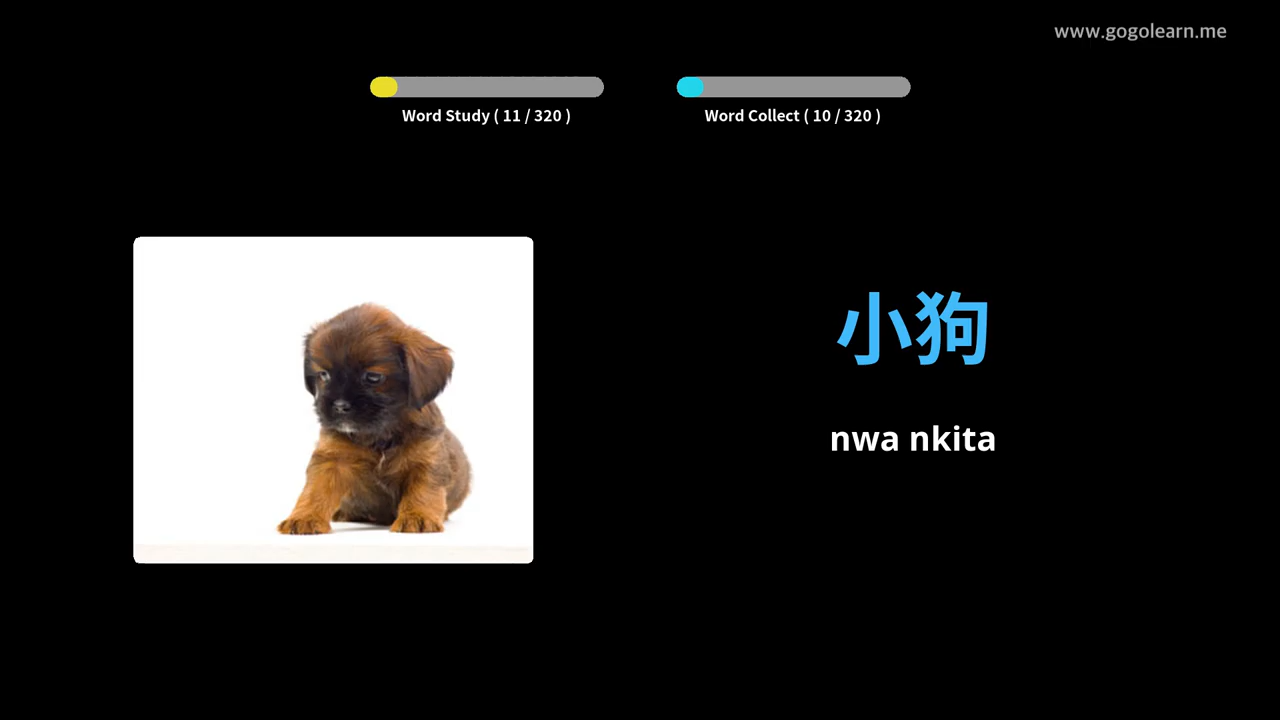 www.gogolearn.me
Word Study ( 11 / 320 )
Word Collect ( 10 / 320 )
小狗
nwa nkita